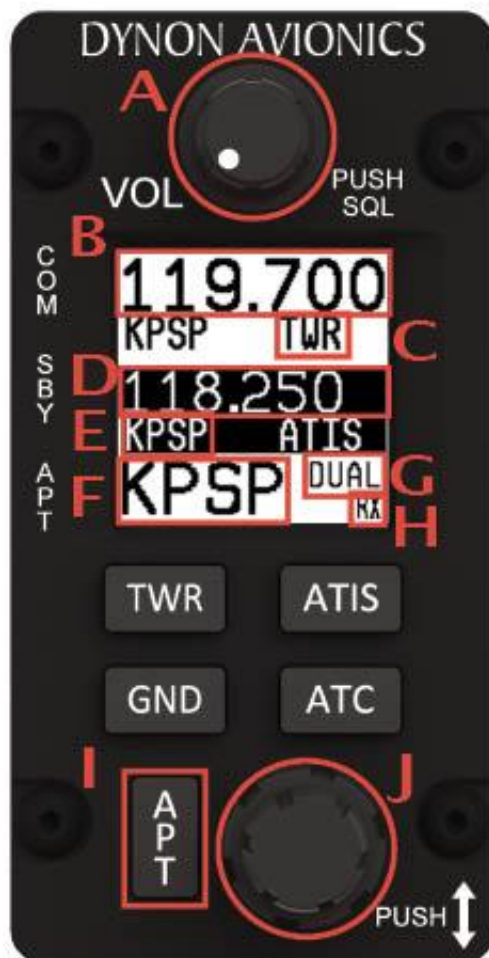 DYNON AVIONICS
A
VOL
PUSH
SQL
B
COM
119.700
KPSP TWR
C
SBY
D
118.250
E
KPSP ATIS
APT
F
KPSP
DUAL
G
RX
H
TWR ATIS
GND ATC
I
APT
J
PUSH